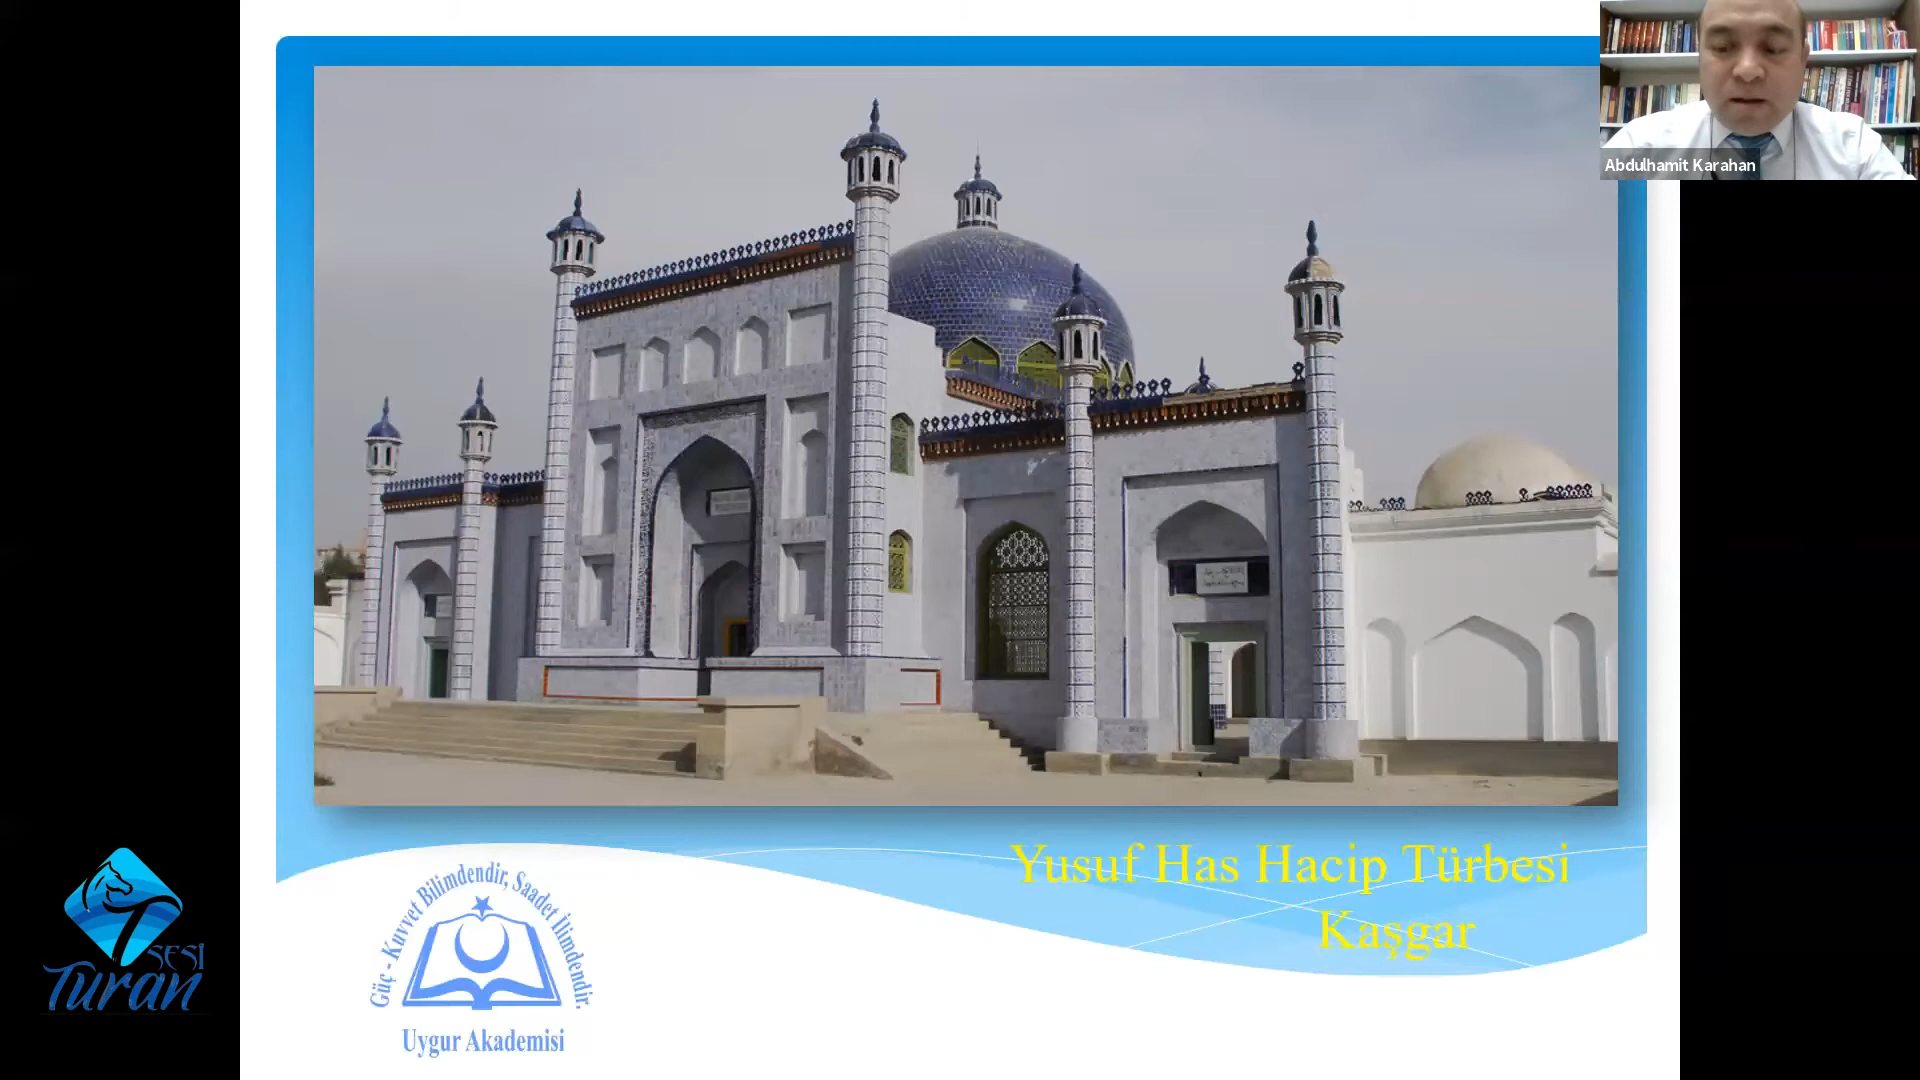 Abdulhamit Karahan
Yusuf Has Hacip Türbesi
Kaşgar
Güç - Kuvvet Bilimdendir, Saadet İlimdendir.
Uygur Akademisi
SESİ
Turan